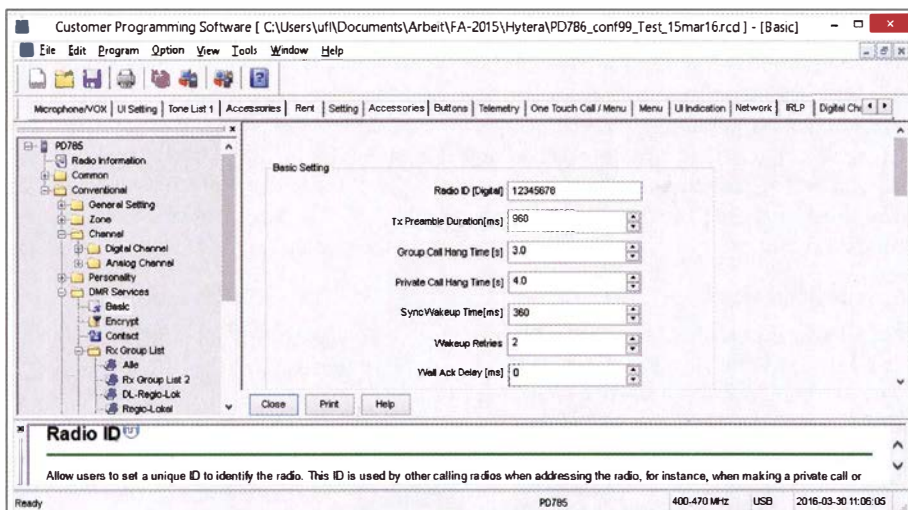 Customer Programming Software [ C:\Users\ufl\Documents\Arbeit\FA-2015\Hytera\PD786_conf99_Test_15mar16.rcd ] - [Basic]
File Edit Program Option View Tools Window Help
Microphone/VOX UI Setting Tone List 1 Accessories Rent Setting Accessories Buttons Telemetry One Touch Call / Menu Menu UI Indication Network IRLP Digital Ch
PD785
Radio Information
Common
Conventional
General Setting
Zone
Channel
Digital Channel
Analog Channel
Personality
DMR Services
Basic
Encrypt
Contact
Rx Group List
Alle
Rx Group List 2
DL-Regio-Lok
Regio-Lokal
Basic Setting
Radio ID [Digital] 12345678
Tx Preamble Duration[ms] 960
Group Call Hang Time [s] 3.0
Private Call Hang Time [s] 4.0
SyncWakeup Time[ms] 360
Wakeup Retries 2
Wait Ack Delay [ms] 0
Close Print Help
Radio ID
Allow users to set a unique ID to identify the radio. This ID is used by other calling radios when addressing the radio, for instance, when making a private call or
Ready PD785 400-470 MHz USB 2016-03-30 11:06:05